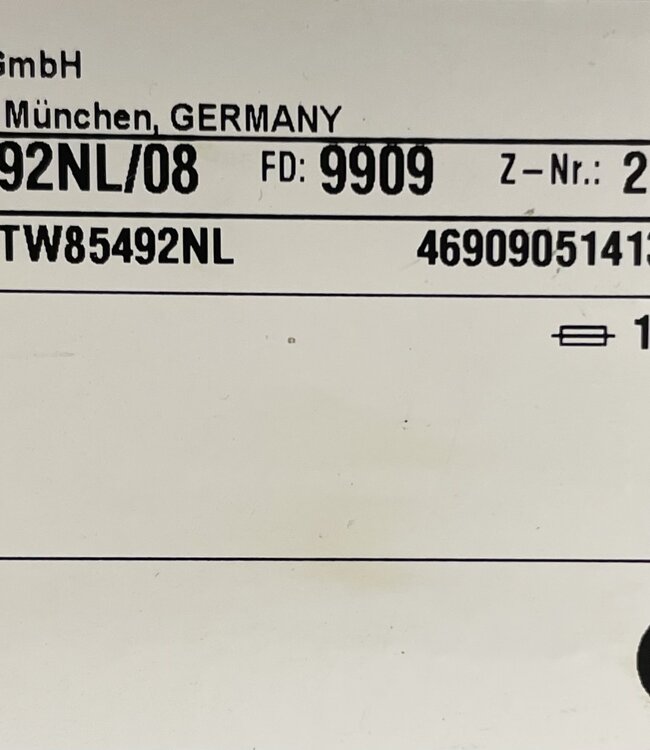 GmbH
München, GERMANY
92NL/08 FD: 9909 Z-Nr.: 2
TW85492NL 46909051413
1